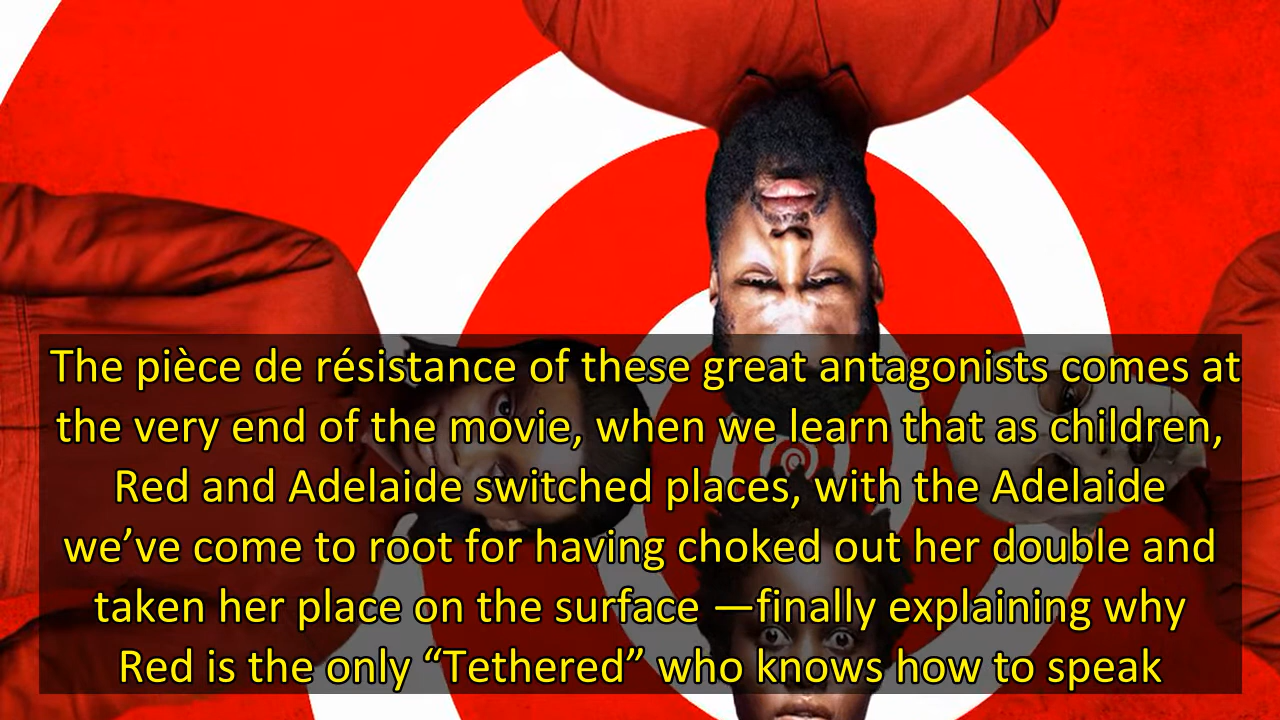 The pièce de résistance of these great antagonists comes at
the very end of the movie, when we learn that as children,
Red and Adelaide switched places, with the Adelaide
we’ve come to root for having choked out her double and
taken her place on the surface —finally explaining why
Red is the only “Tethered” who knows how to speak